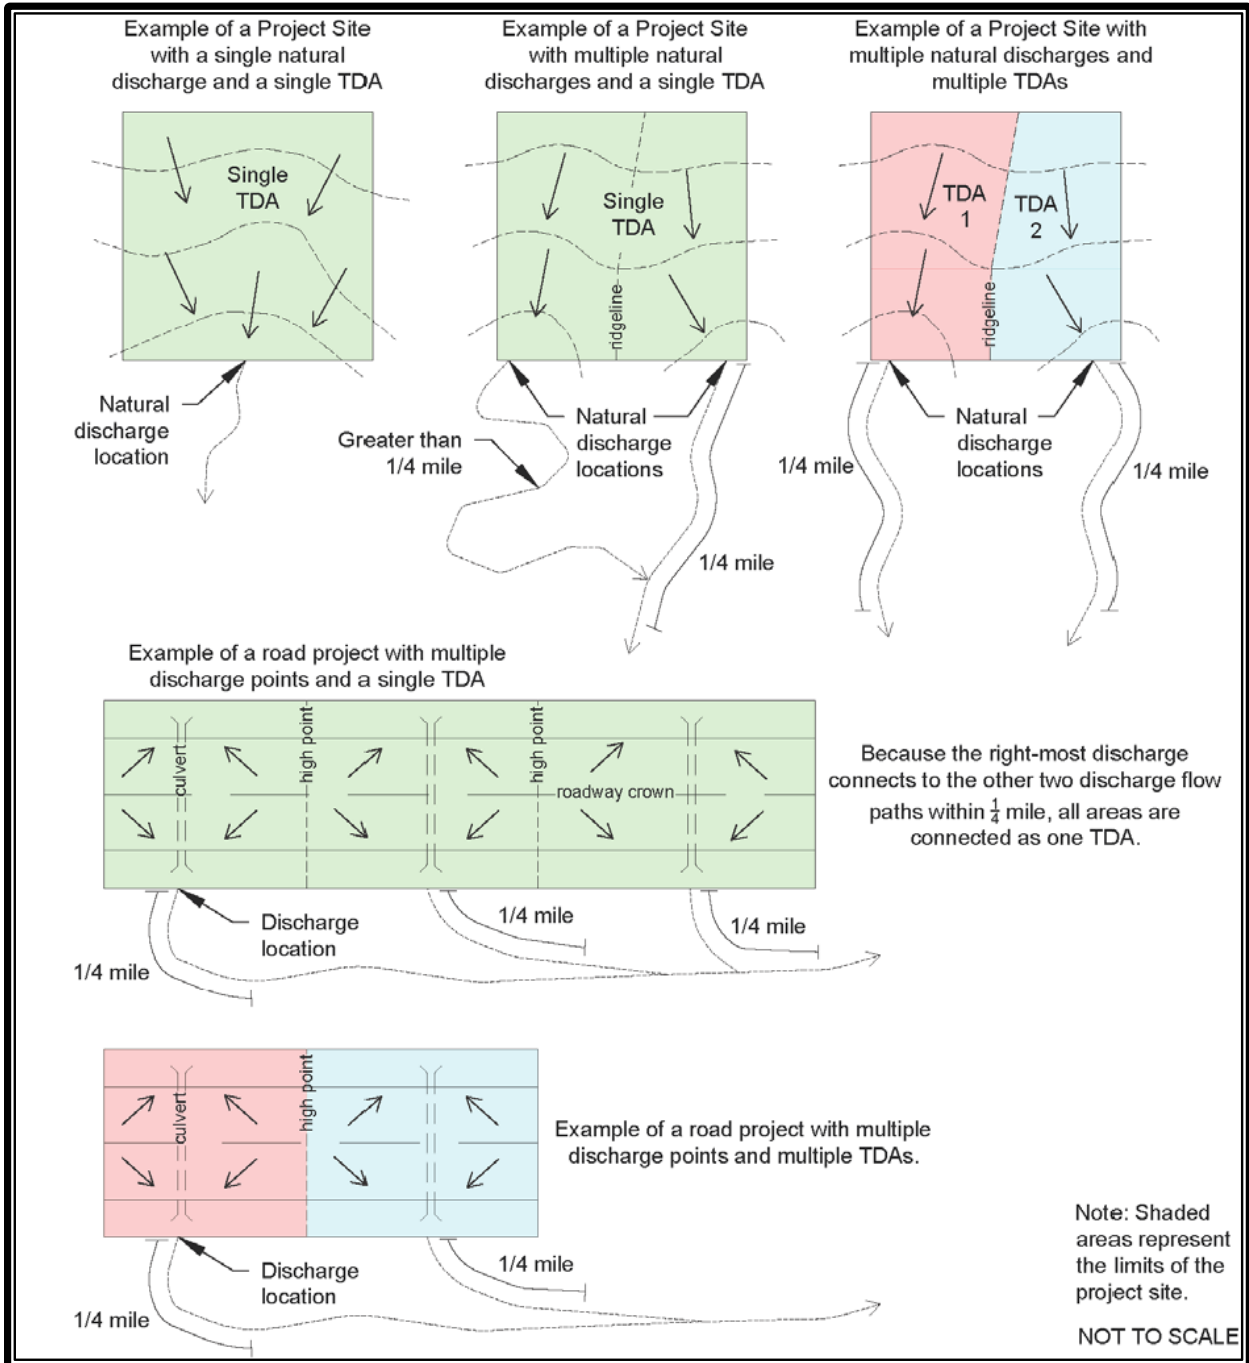 Example of a Project Site
with a single natural
discharge and a single TDA
Example of a Project Site
with multiple natural
discharges and a single TDA
Example of a Project Site with
multiple natural discharges and
multiple TDAs
Single
TDA
Natural
discharge
location
Single
TDA
ridgeline
Greater than
1/4 mile
Natural
discharge
locations
1/4 mile
TDA
1
TDA
2
ridgeline
1/4 mile
Natural
discharge
locations
1/4 mile
Example of a road project with multiple
discharge points and a single TDA
culvert
high point
high point
roadway crown
Discharge
location
1/4 mile
1/4 mile
1/4 mile
Because the right-most discharge
connects to the other two discharge flow
paths within 1/4 mile, all areas are
connected as one TDA.
culvert
high point
Discharge
location
1/4 mile
1/4 mile
Example of a road project with multiple
discharge points and multiple TDAs.
Note: Shaded
areas represent
the limits of the
project site.
NOT TO SCALE